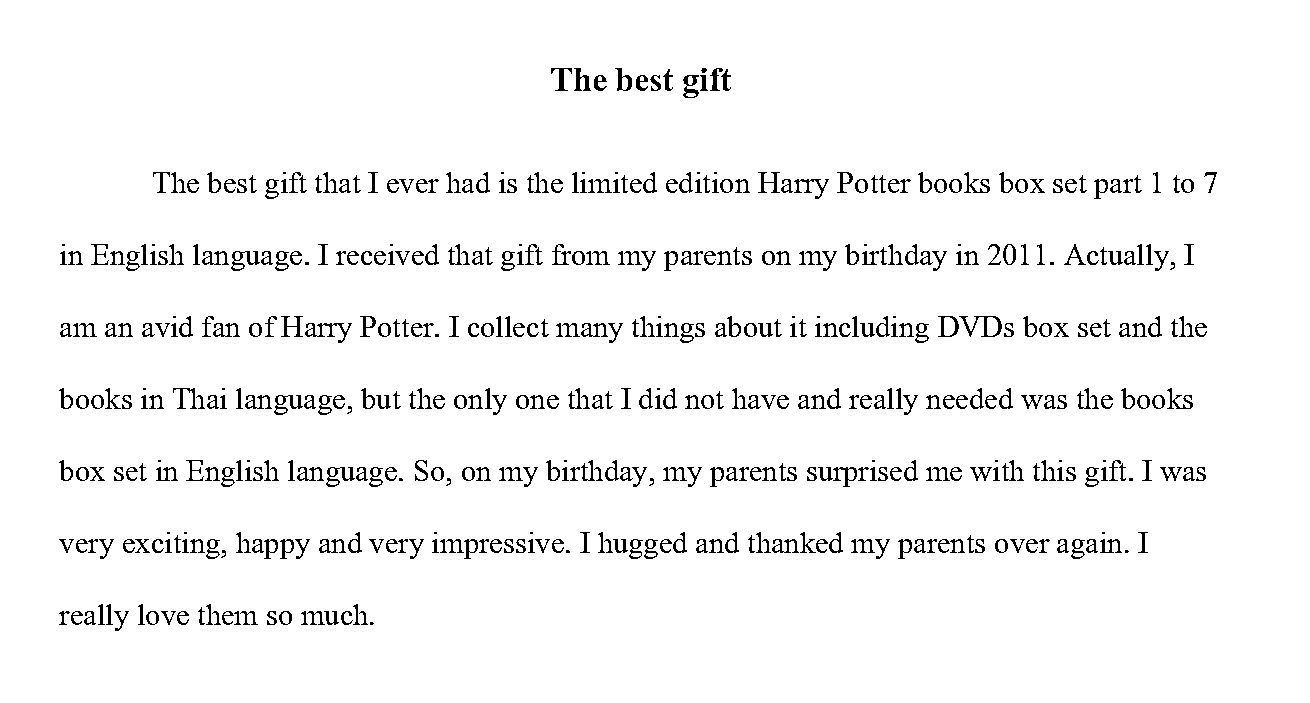 The best gift
The best gift that I ever had is the limited edition Harry Potter books box set part 1 to 7
in English language. I received that gift from my parents on my birthday in 2011. Actually, I
am an avid fan of Harry Potter. I collect many things about it including DVDs box set and the
books in Thai language, but the only one that I did not have and really needed was the books
box set in English language. So, on my birthday, my parents surprised me with this gift. I was
very exciting, happy and very impressive. I hugged and thanked my parents over again. I
really love them so much.